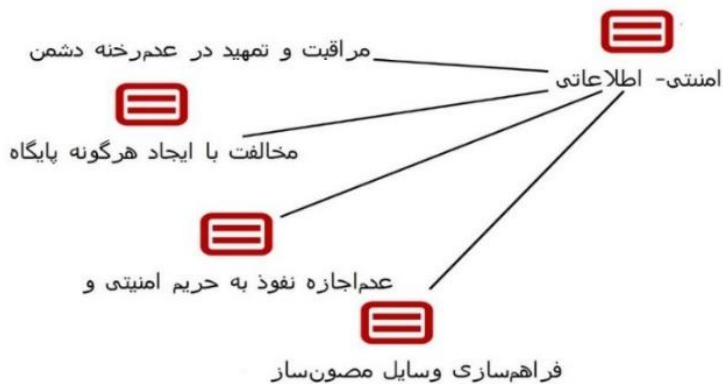 امنیتی- اطلاعاتی
مراقبت و تمهید در عدم‌رخنه دشمن
مخالفت با ایجاد هرگونه پایگاه
عدم‌اجازه نفوذ به حریم امنیتی و
فراهم‌سازی وسایل مصون‌ساز